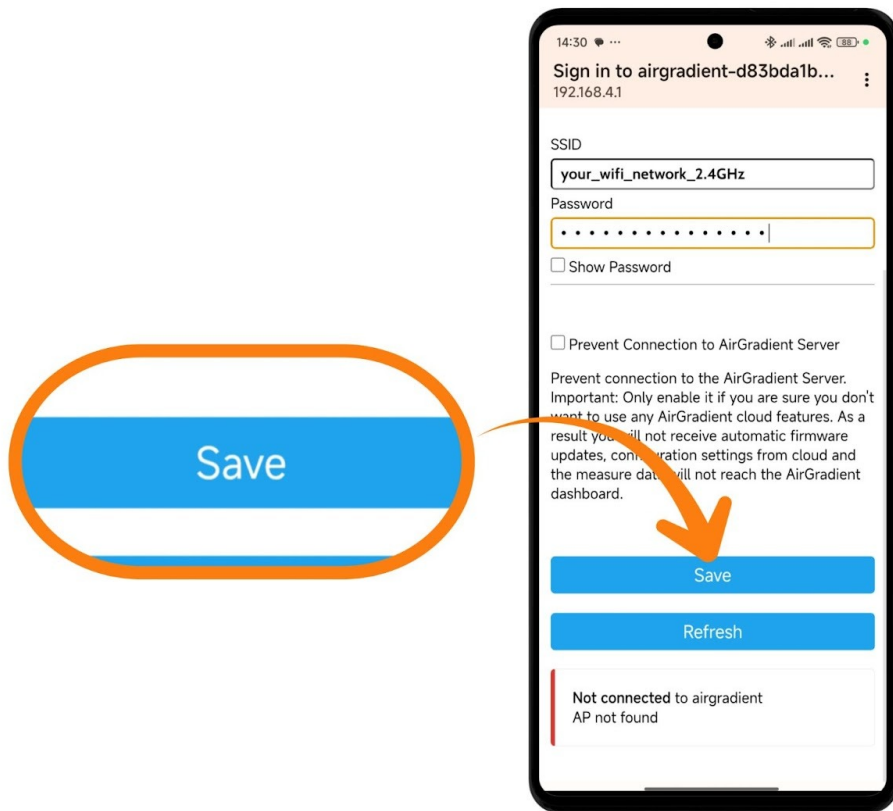 Save
14:30
88
Sign in to airgradient-d83bda1b...
192.168.4.1
SSID
your_wifi_network_2.4GHz
Password
Show Password
Prevent Connection to AirGradient Server
Prevent connection to the AirGradient Server.
Important: Only enable it if you are sure you don't
want to use any AirGradient cloud features. As a
result you will not receive automatic firmware
updates, configuration settings from cloud and
the measure data will not reach the AirGradient
dashboard.
Save
Refresh
Not connected to airgradient
AP not found